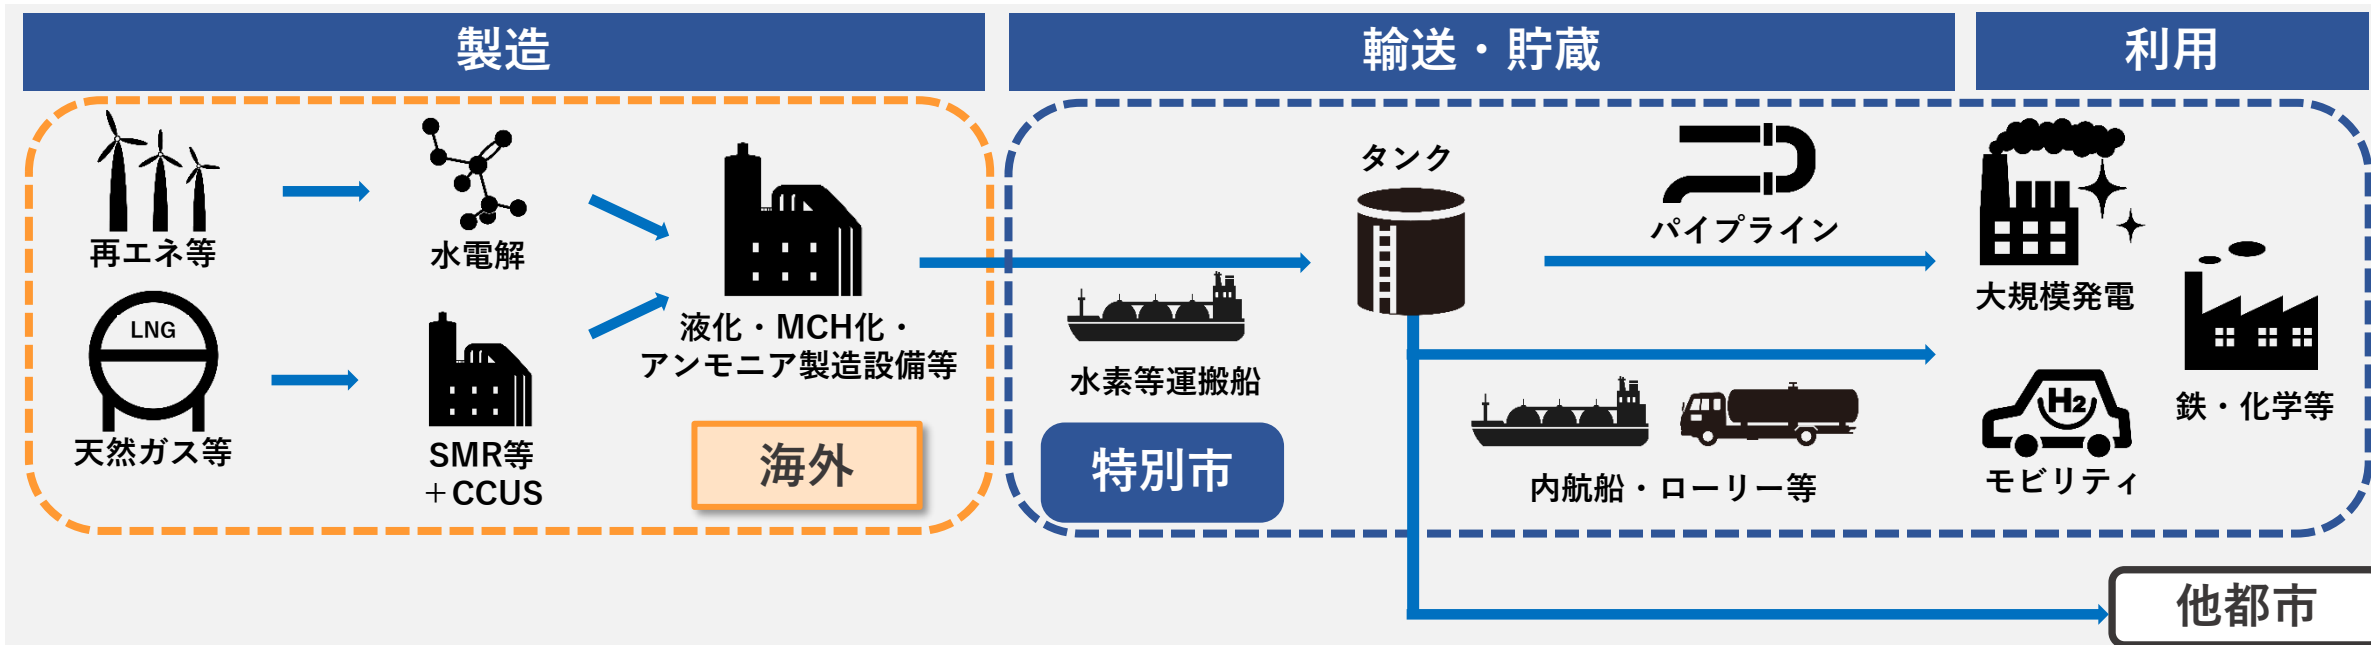 製造
輸送・貯蔵
利用
再エネ等
水電解
LNG
天然ガス等
SMR等
＋CCUS
液化・MCH化・
アンモニア製造設備等
海外
水素等運搬船
特別市
タンク
パイプライン
内航船・ローリー等
大規模発電
鉄・化学等
H2
モビリティ
他都市